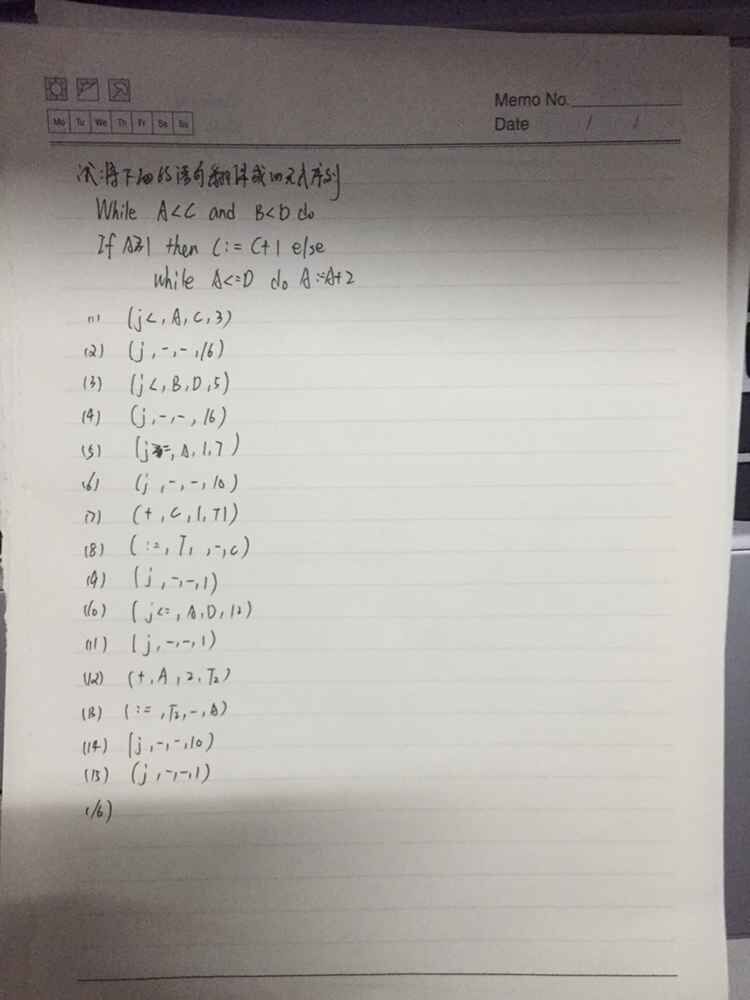 Memo No.
Mo Tu We Th Fr Sa Su
Date / /
试:将下面的语句翻译成四元式序列
While A<C and B<D do
If A≥1 then C:= C+1 else
while A<=D do A:=A+2
(1) (j<, A, C, 3)
(2) (j, -, -, 16)
(3) (j<, B, D, 5)
(4) (j, -, -, 16)
(5) (j>=, A, 1, 7)
(6) (j, -, -, 10)
(7) (+, C, 1, T1)
(8) (:=, T1, -, C)
(9) (j, -, -, 1)
(10) (j<=, A, D, 12)
(11) (j, -, -, 1)
(12) (+, A, 2, T2)
(13) (:=, T2, -, A)
(14) (j, -, -, 10)
(15) (j, -, -, 1)
(16)